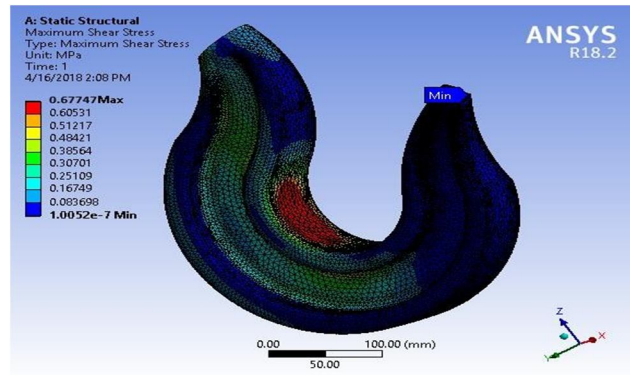 A: Static Structural
Maximum Shear Stress
Type: Maximum Shear Stress
Unit: MPa
Time: 1
4/16/2018 2:08 PM
0.67747 Max
0.60531
0.51217
0.48421
0.38564
0.30701
0.25109
0.16749
0.083698
1.0052e-7 Min
ANSYS
R18.2
Min
0.00 100.00 (mm)
50.00
Z
X
Y